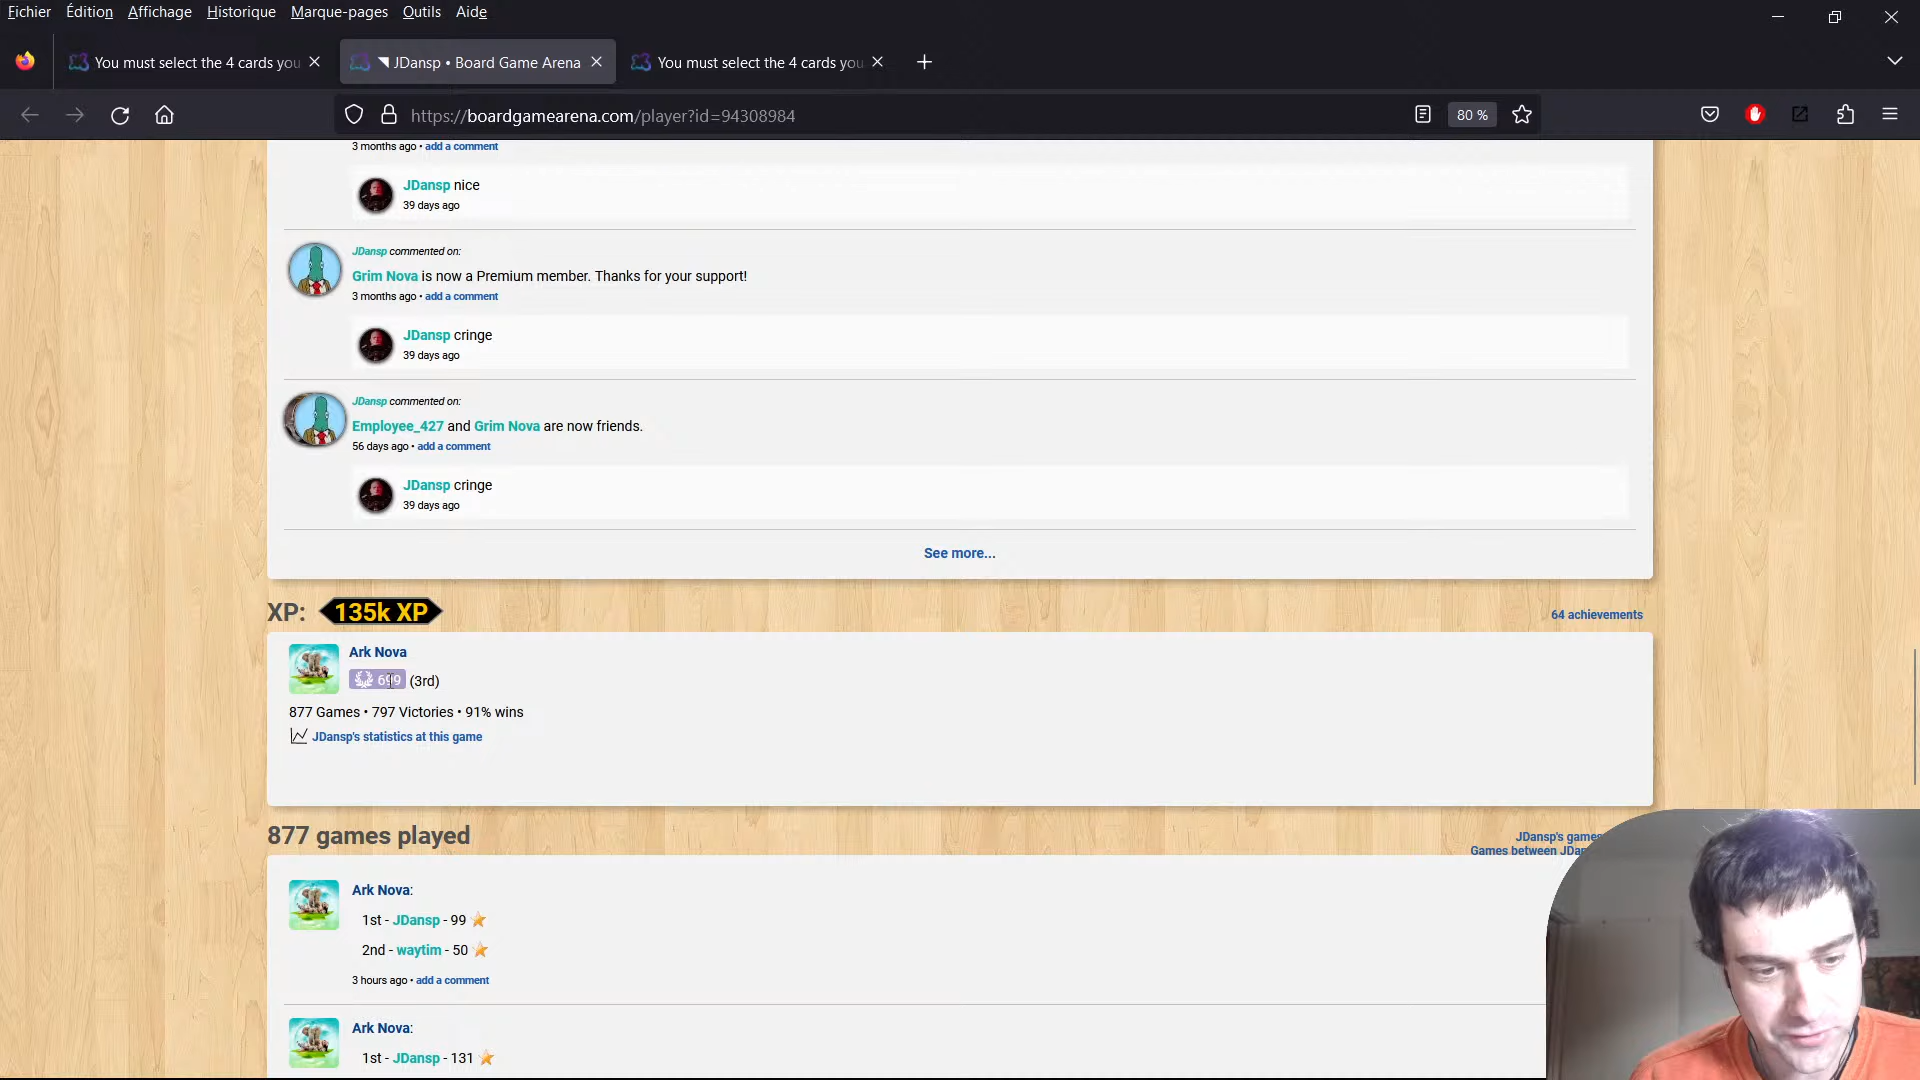 Fichier Édition Affichage Historique Marque-pages Outils Aide
You must select the 4 cards you
◥ JDansp • Board Game Arena
You must select the 4 cards you
https://boardgamearena.com/player?id=94308984
80 %
3 months ago • add a comment
JDansp nice
39 days ago
JDansp commented on:
Grim Nova is now a Premium member. Thanks for your support!
3 months ago • add a comment
JDansp cringe
39 days ago
JDansp commented on:
Employee_427 and Grim Nova are now friends.
56 days ago • add a comment
JDansp cringe
39 days ago
See more...
XP: 135k XP
64 achievements
Ark Nova
699 (3rd)
877 Games • 797 Victories • 91% wins
JDansp's statistics at this game
877 games played
JDansp's games
Games between
Ark Nova:
1st - JDansp - 99
2nd - waytim - 50
3 hours ago • add a comment
Ark Nova:
1st - JDansp - 131